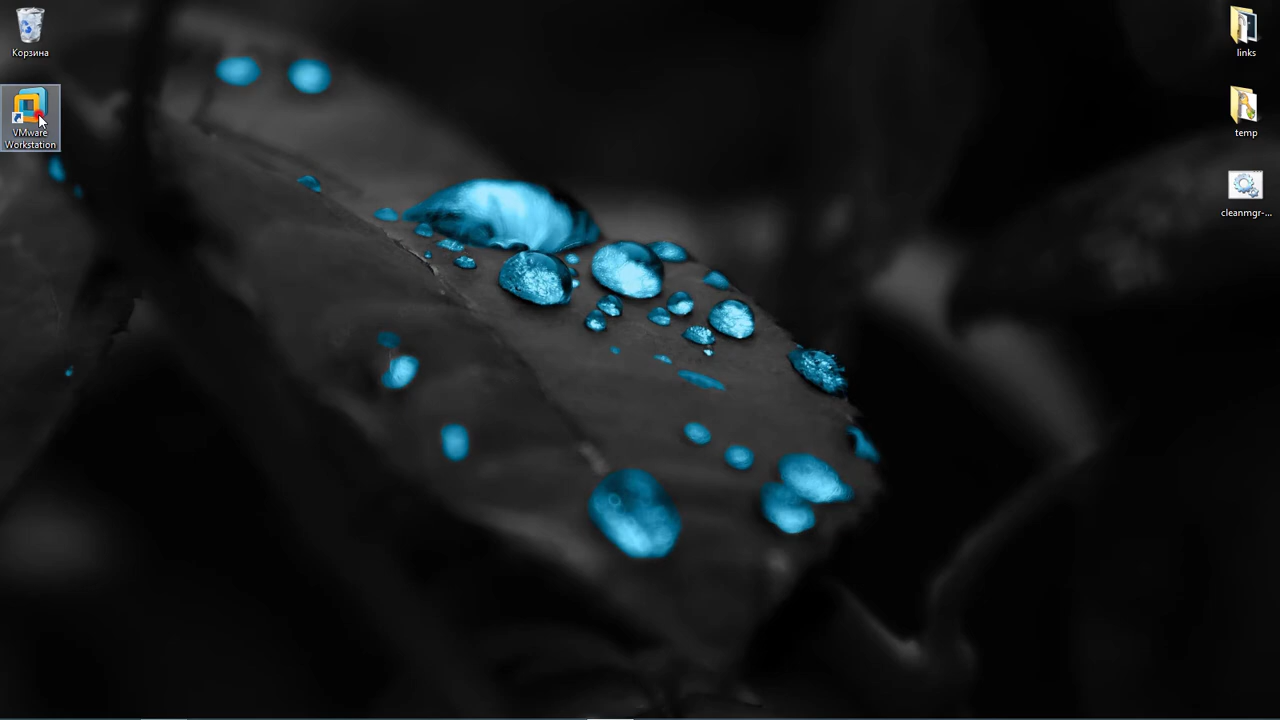 Корзина
VMware
Workstation
links
temp
cleanmgr-...